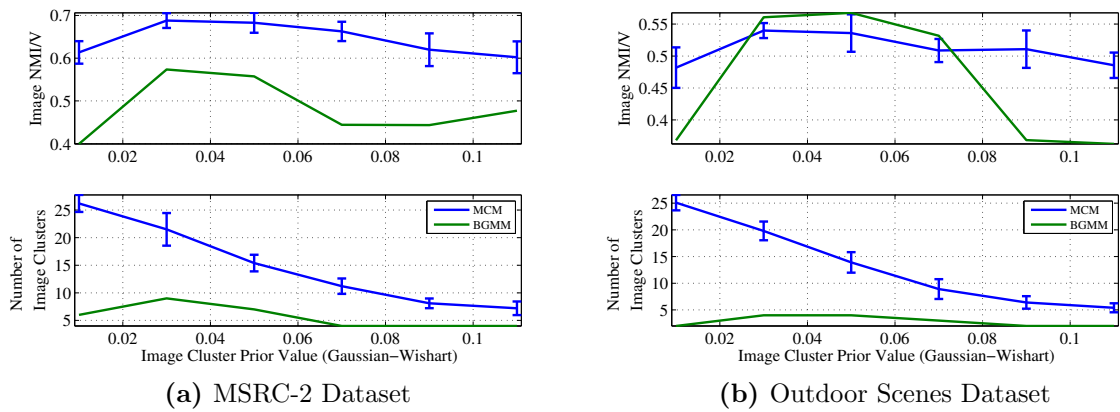 0.7
0.6
0.5
0.4
Image NMI/V
0.02 0.04 0.06 0.08 0.1
25
20
15
10
5
Number of
Image Clusters
MCM
BGMM
0.02 0.04 0.06 0.08 0.1
Image Cluster Prior Value (Gaussian−Wishart)
(a) MSRC-2 Dataset
0.55
0.5
0.45
0.4
Image NMI/V
0.02 0.04 0.06 0.08 0.1
25
20
15
10
5
Number of
Image Clusters
MCM
BGMM
0.02 0.04 0.06 0.08 0.1
Image Cluster Prior Value (Gaussian−Wishart)
(b) Outdoor Scenes Dataset